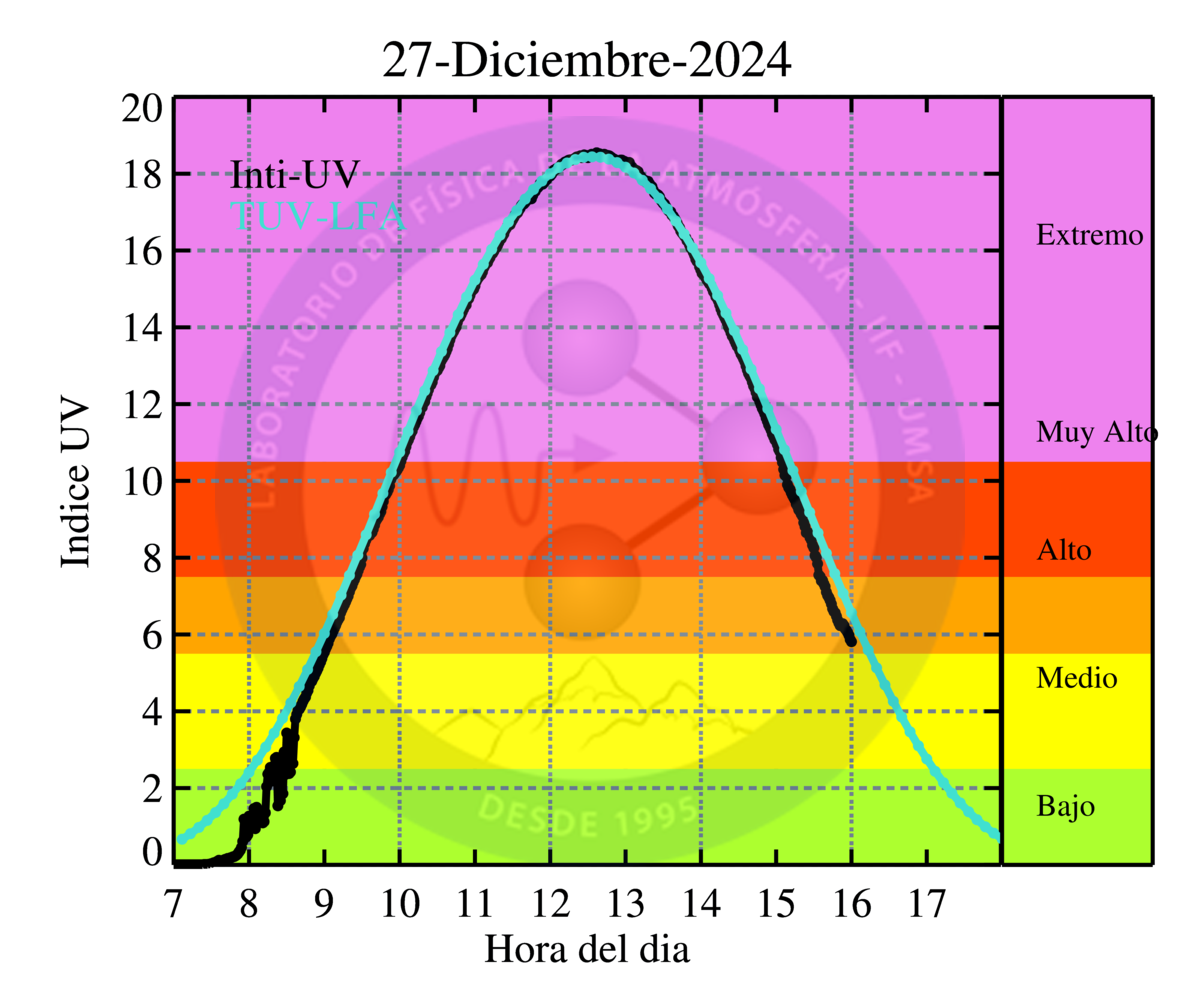 27-Diciembre-2024
Inti-UV
TUV-LFA
LABORATORIO DE FÍSICA DE LA ATMÓSFERA - IIF - UMSA
DESDE 1995
Indice UV
20
18
16
14
12
10
8
6
4
2
0
Extremo
Muy Alto
Alto
Medio
Bajo
7 8 9 10 11 12 13 14 15 16 17
Hora del dia